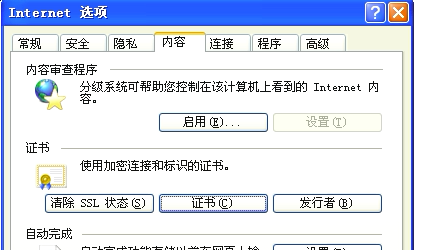 Internet 选项
常规 安全 隐私 内容 连接 程序 高级
内容审查程序
分级系统可帮助您控制在该计算机上看到的 Internet 内
容。
启用(E)... 设置(T)
证书
使用加密连接和标识的证书。
清除 SSL 状态(S) 证书(C) 发行者(B)
自动完成